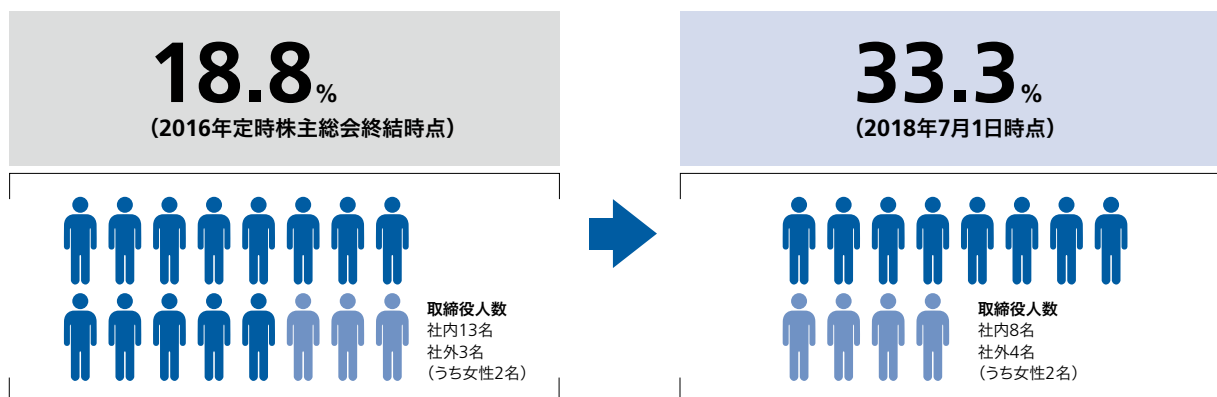 18.8%
（2016年定時株主総会終結時点）
取締役人数
社内13名
社外3名
（うち女性2名）
33.3%
（2018年7月1日時点）
取締役人数
社内8名
社外4名
（うち女性2名）